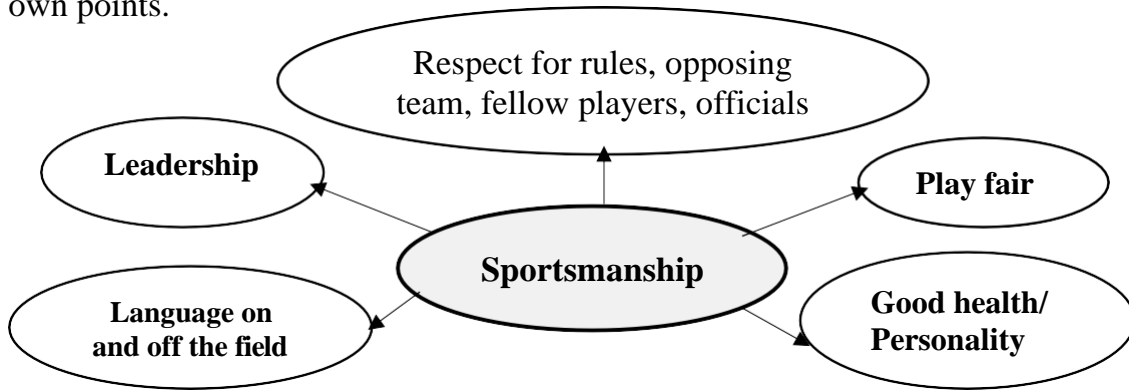 own points.
Respect for rules, opposing
team, fellow players, officials
Leadership
Play fair
Sportsmanship
Language on
and off the field
Good health/
Personality